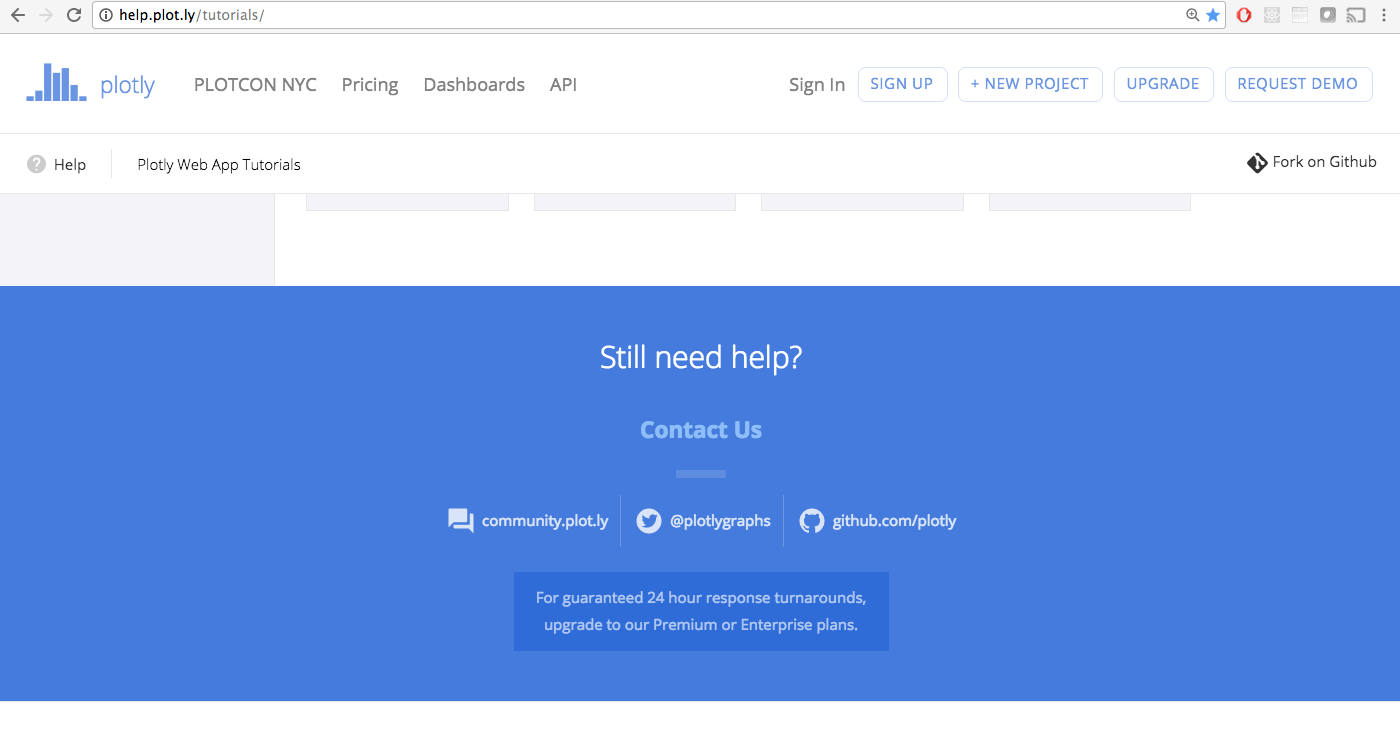 help.plot.ly/tutorials/
plotly PLOTCON NYC Pricing Dashboards API Sign In SIGN UP + NEW PROJECT UPGRADE REQUEST DEMO
? Help Plotly Web App Tutorials Fork on Github
Still need help?
Contact Us
community.plot.ly @plotlygraphs github.com/plotly
For guaranteed 24 hour response turnarounds,
upgrade to our Premium or Enterprise plans.